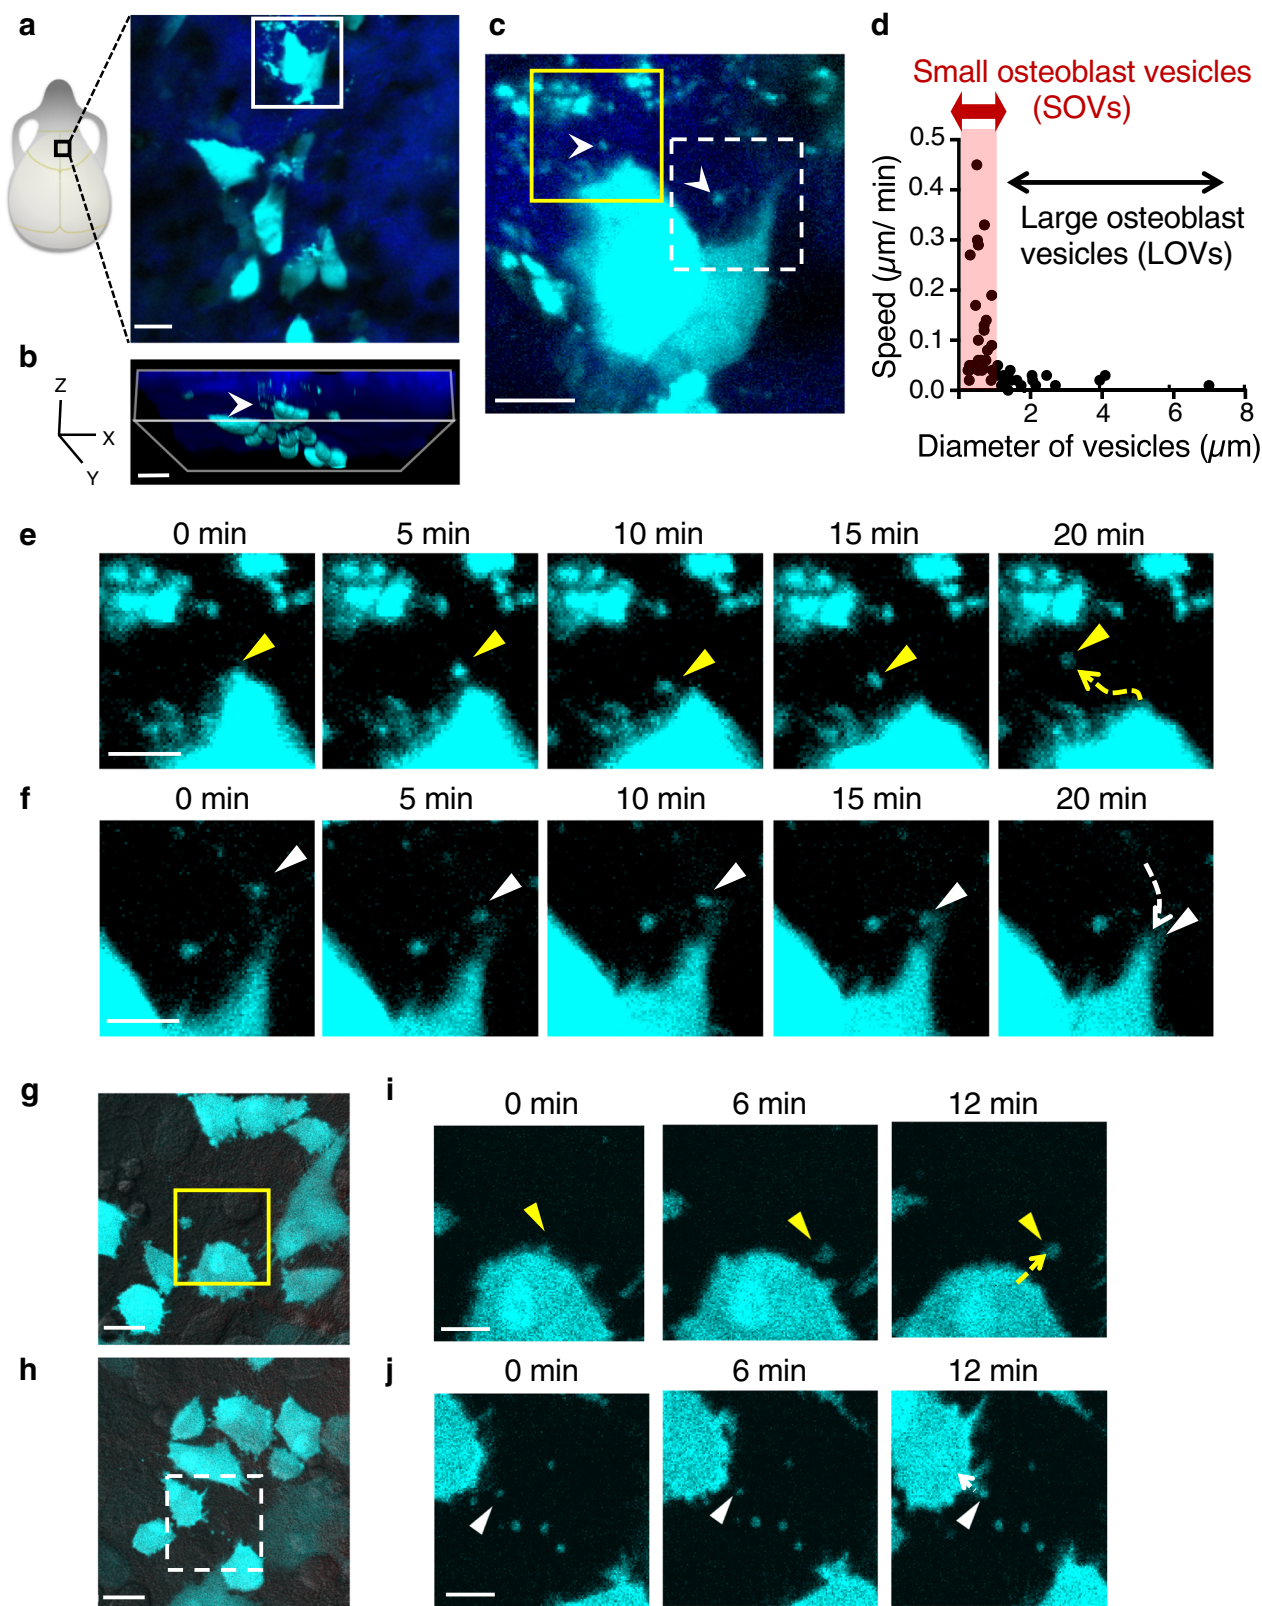 a
b
Z
X
Y
c
d
Small osteoblast vesicles
(SOVs)
Large osteoblast
vesicles (LOVs)
Speed (µm/ min)
0.5
0.4
0.3
0.2
0.1
0.0
2
4
6
8
Diameter of vesicles (µm)
e
0 min
5 min
10 min
15 min
20 min
f
0 min
5 min
10 min
15 min
20 min
g
h
i
0 min
6 min
12 min
j
0 min
6 min
12 min